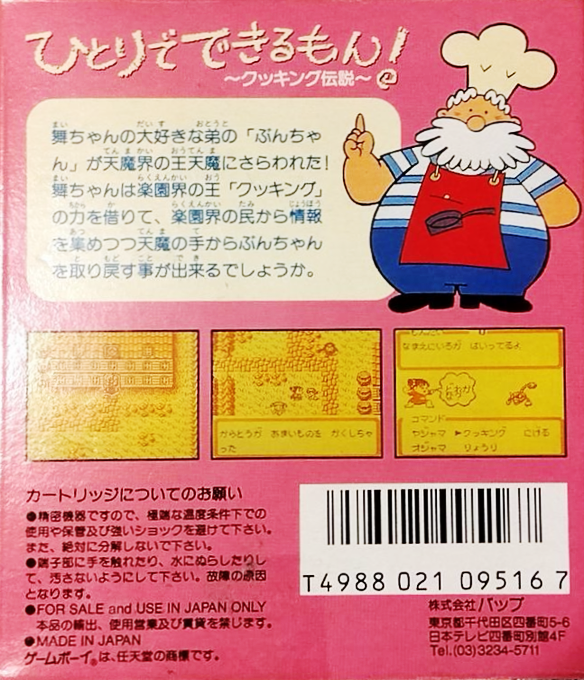 ひとりでできるもん!
～クッキング伝説～
舞ちゃんの大好きな弟の「ぶんちゃ
ん」が天魔界の王天魔にさらわれた!
舞ちゃんは楽園界の王「クッキング」
の力を借りて、楽園界の民から情報
を集めつつ天魔の手からぶんちゃん
を取り戻す事が出来るでしょうか。
からとうが おまいものを かくしちゃ
った
なまえにいろが はいってるよ
コマンド
ヤジャマ ▶クッキング にげる
オジャマ りょうり
カートリッジについてのお願い
●精密機器ですので、極端な温度条件下での
使用や保管及び強いショックを避けて下さい。
また、絶対に分解しないで下さい。
●端子部に手を触れたり、水にぬらしたりし
て、汚さないようにして下さい。故障の原因
となります。
●FOR SALE and USE IN JAPAN ONLY
本品の輸出、使用営業及び賃貸を禁じます。
●MADE IN JAPAN
ゲームボーイ®は、任天堂の商標です。
T4988 021 09516 7
株式会社バップ
東京都千代田区四番町5-6
日本テレビ四番町別館4F
Tel.(03)3234-5711